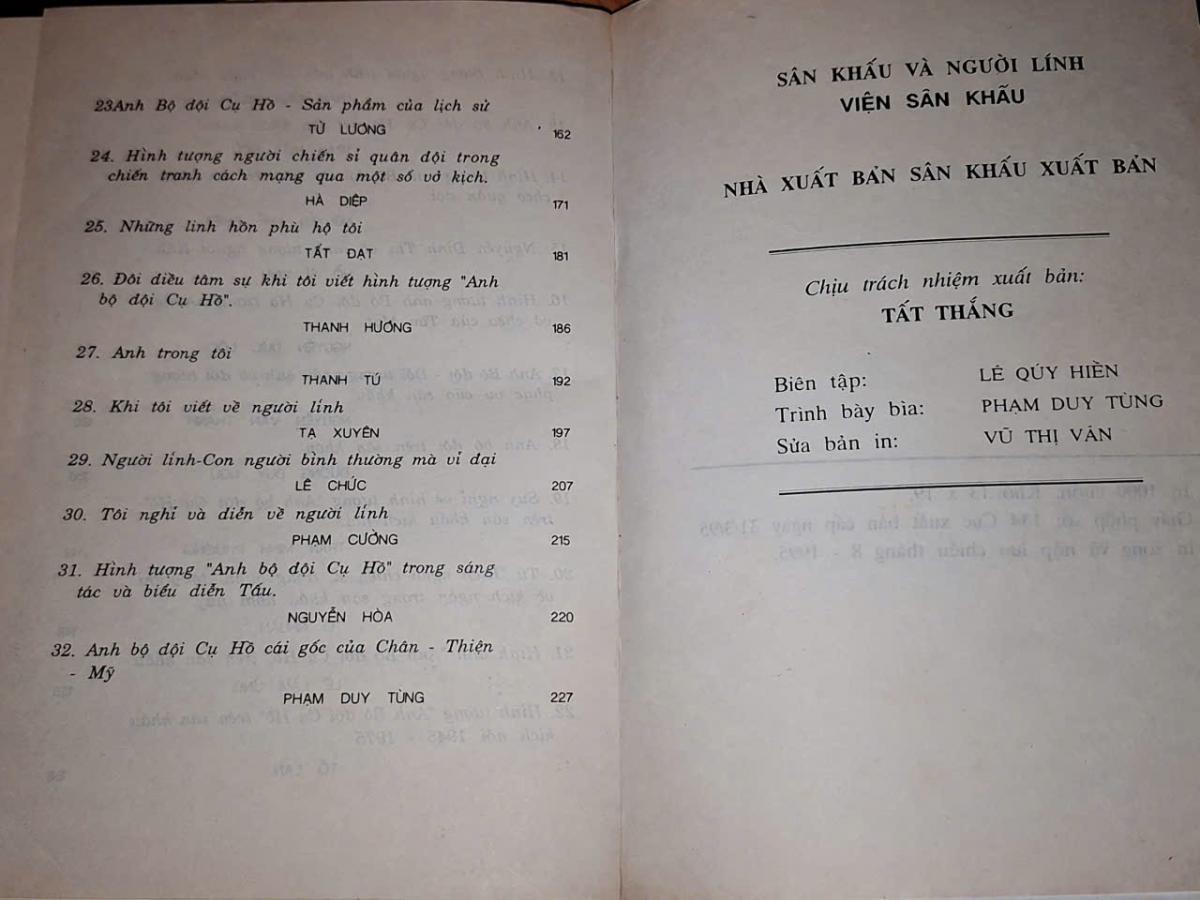 23Anh Bộ đội Cụ Hồ - Sản phẩm của lịch sử
TỪ LƯƠNG 162
24. Hình tượng người chiến sĩ quân đội trong
chiến tranh cách mạng qua một số vở kịch.
HÀ DIỆP 171
25. Những linh hồn phù hộ tôi
TẤT ĐẠT 181
26. Đôi điều tâm sự khi tôi viết hình tượng "Anh
bộ đội Cụ Hồ".
THANH HƯƠNG 186
27. Anh trong tôi
THANH TÚ 192
28. Khi tôi viết về người lính
TẠ XUYÊN 197
29. Người lính-Con người bình thường mà vĩ đại
LÊ CHỨC 207
30. Tôi nghĩ và diễn về người lính
PHẠM CƯỜNG 215
31. Hình tượng "Anh bộ đội Cụ Hồ" trong sáng
tác và biểu diễn Tấu.
NGUYỄN HÒA 220
32. Anh bộ đội Cụ Hồ cái gốc của Chân - Thiện
- Mỹ
PHẠM DUY TÙNG 227
SÂN KHẤU VÀ NGƯỜI LÍNH
VIỆN SÂN KHẤU
NHÀ XUẤT BẢN SÂN KHẤU XUẤT BẢN
Chịu trách nhiệm xuất bản:
TẤT THẮNG
Biên tập: LÊ QÚY HIỀN
Trình bày bìa: PHẠM DUY TÙNG
Sửa bản in: VŨ THỊ VÂN